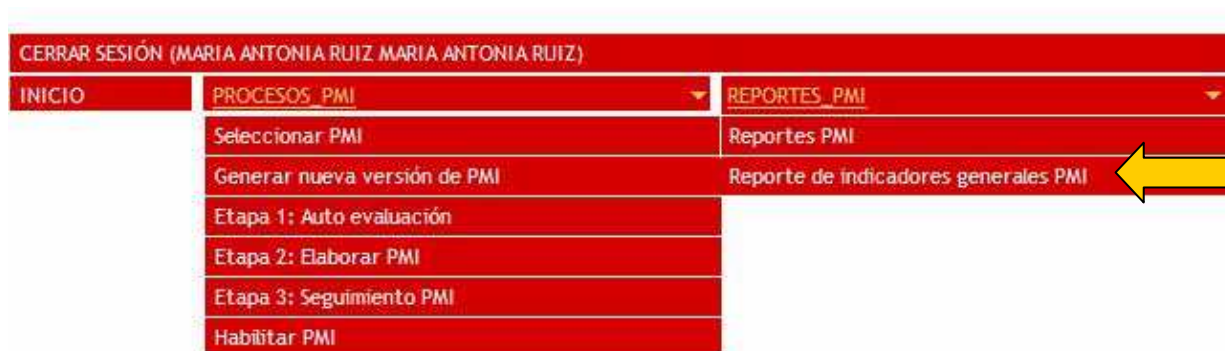 CERRAR SESIÓN (MARIA ANTONIA RUIZ MARIA ANTONIA RUIZ)
INICIO PROCESOS_PMI REPORTES_PMI
Seleccionar PMI Reportes PMI
Generar nueva versión de PMI Reporte de indicadores generales PMI
Etapa 1: Auto evaluación
Etapa 2: Elaborar PMI
Etapa 3: Seguimiento PMI
Habilitar PMI